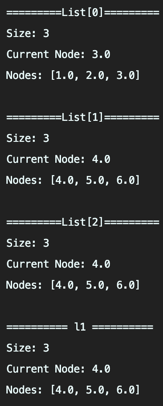 =========List[0]=========
Size: 3
Current Node: 3.0
Nodes: [1.0, 2.0, 3.0]
=========List[1]=========
Size: 3
Current Node: 4.0
Nodes: [4.0, 5.0, 6.0]
=========List[2]=========
Size: 3
Current Node: 4.0
Nodes: [4.0, 5.0, 6.0]
========== l1 ==========
Size: 3
Current Node: 4.0
Nodes: [4.0, 5.0, 6.0]